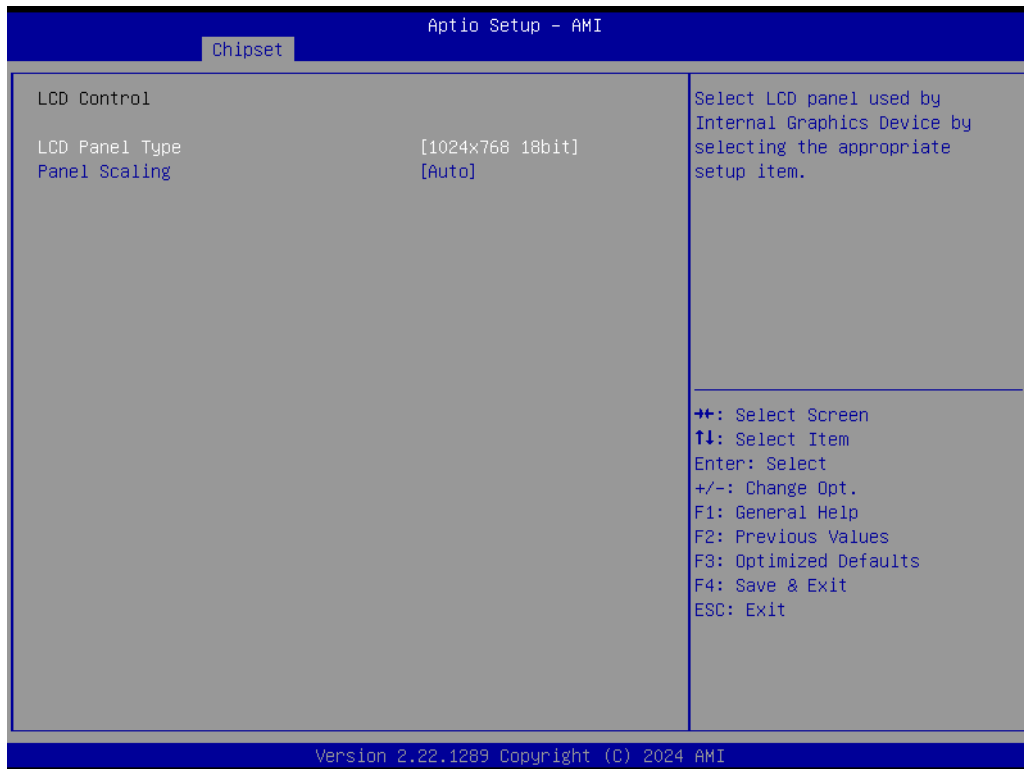 Aptio Setup – AMI
Chipset
LCD Control
LCD Panel Type [1024x768 18bit]
Panel Scaling [Auto]
Select LCD panel used by
Internal Graphics Device by
selecting the appropriate
setup item.
→←: Select Screen
↑↓: Select Item
Enter: Select
+/-: Change Opt.
F1: General Help
F2: Previous Values
F3: Optimized Defaults
F4: Save & Exit
ESC: Exit
Version 2.22.1289 Copyright (C) 2024 AMI